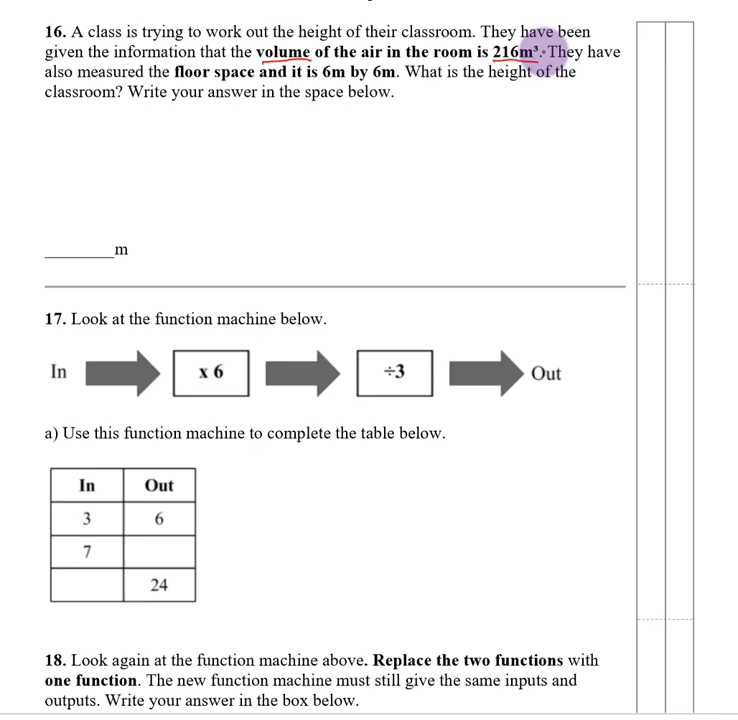 16. A class is trying to work out the height of their classroom. They have been
given the information that the volume of the air in the room is 216m³. They have
also measured the floor space and it is 6m by 6m. What is the height of the
classroom? Write your answer in the space below.
________m
17. Look at the function machine below.
In x 6 ÷3 Out
a) Use this function machine to complete the table below.
In Out
3 6
7
24
18. Look again at the function machine above. Replace the two functions with
one function. The new function machine must still give the same inputs and
outputs. Write your answer in the box below.